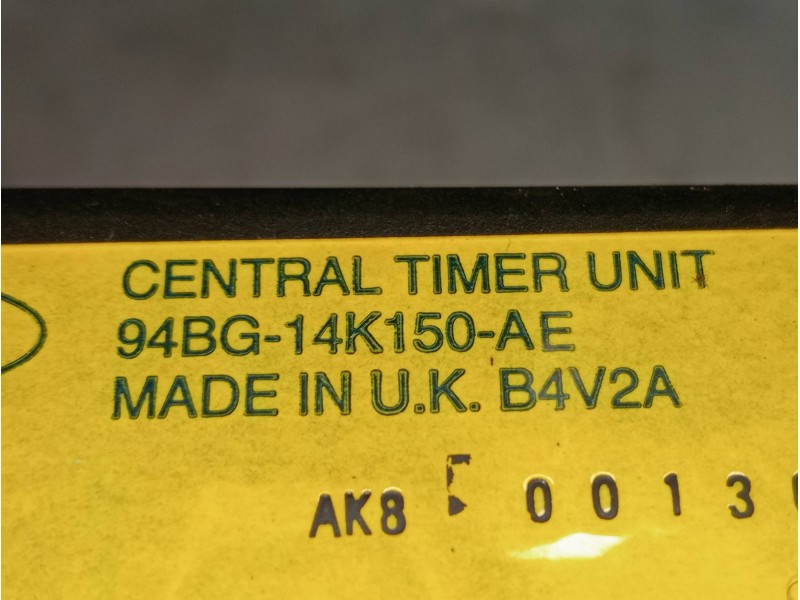 CENTRAL TIMER UNIT
94BG-14K150-AE
MADE IN U.K. B4V2A
AK8 0013